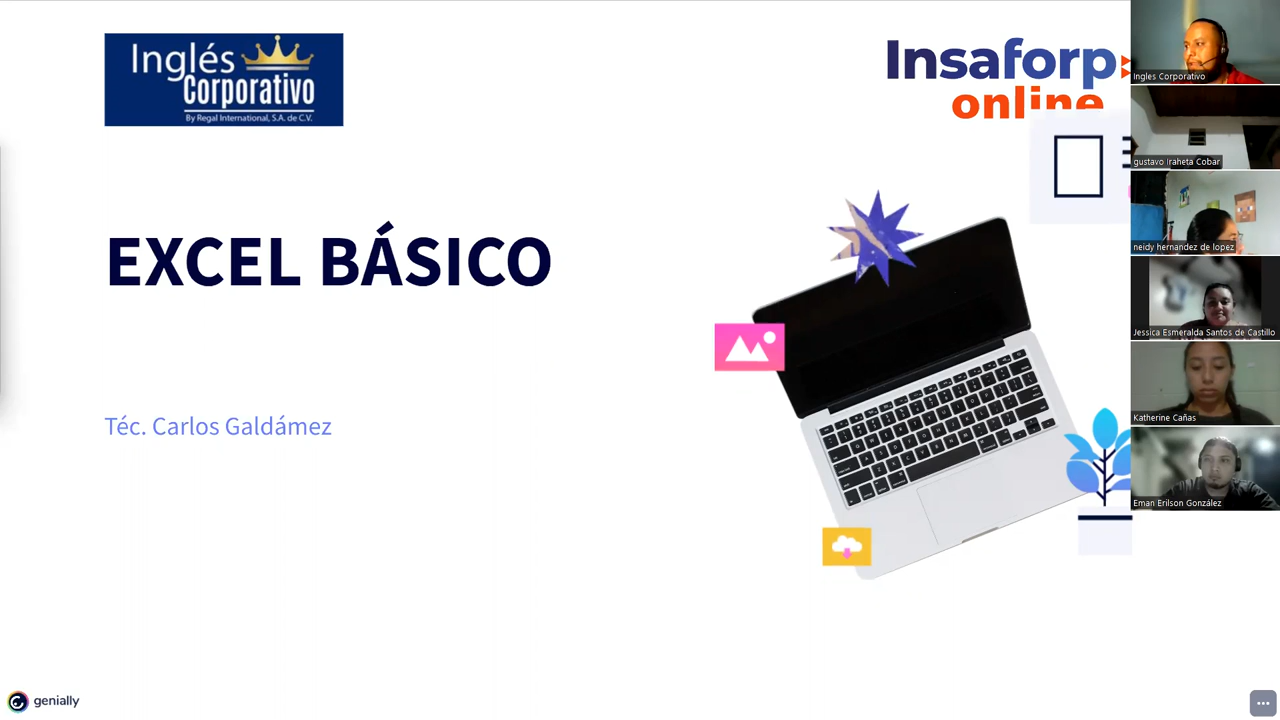 Inglés
Corporativo
By Regal International, S.A. de C.V.
Insaforp
online
EXCEL BÁSICO
Téc. Carlos Galdámez
genially
Ingles Corporativo
gustavo Iraheta Cobar
neidy hernandez de lopez
Jessica Esmeralda Santos de Castillo
Katherine Cañas
Eman Erilson González